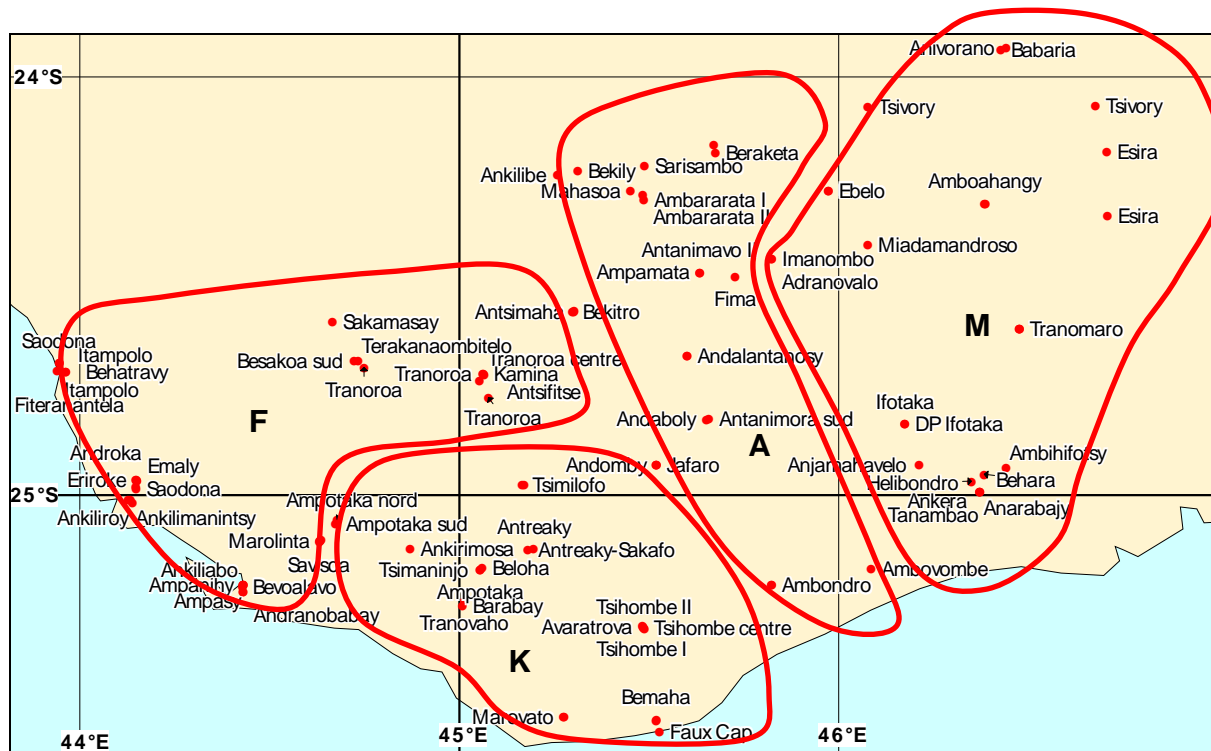 Anivorano Babaria
24°S
Tsivory Tsivory
Beraketa Esira
Ankilibe Bekily Sarisambo
Mahasoa Ambararata I Ebelo Amboahangy
Ambararata II Esira
Antanimavo I Miadamandroso
Ampamata Imanombo
Fima Adranovalo
Antsimaha Bekitro
Sakamasay M Tranomaro
Saodona Terakanaombitelo
Itampolo Besakoa sud Tranoroa centre Andalantanosy
Behatravy Tranoroa Kamina
Itampolo Tranoroa Antsifitse
Fiteranantela Tranoroa Ifotaka
F Andaboly Antanimora sud DP Ifotaka
Androka A
Emaly Andomby Jafaro Anjamahavelo Ambihifotsy
Eriroke Saodona Tsimilofo Helibondro Behara
25°S Ampotaka nord Ankera
Ankiliroy Ankilimanintsy Ampotaka sud Tanambao Anarabajy
Marolinta Ankirimosa Antreaky
Antreaky-Sakafo
Savsda Tsimaninjo Beloha Ambovombe
Ankiliabo
Ampanihy Bevoalavo Ampotaka Ambondro
Ampasy Barabay Tsihombe II
Andranobabay Tranovaho Avaratrova Tsihombe centre
Tsihombe I
K
Bemaha
Marovato Faux Cap
44°E 45°E 46°E